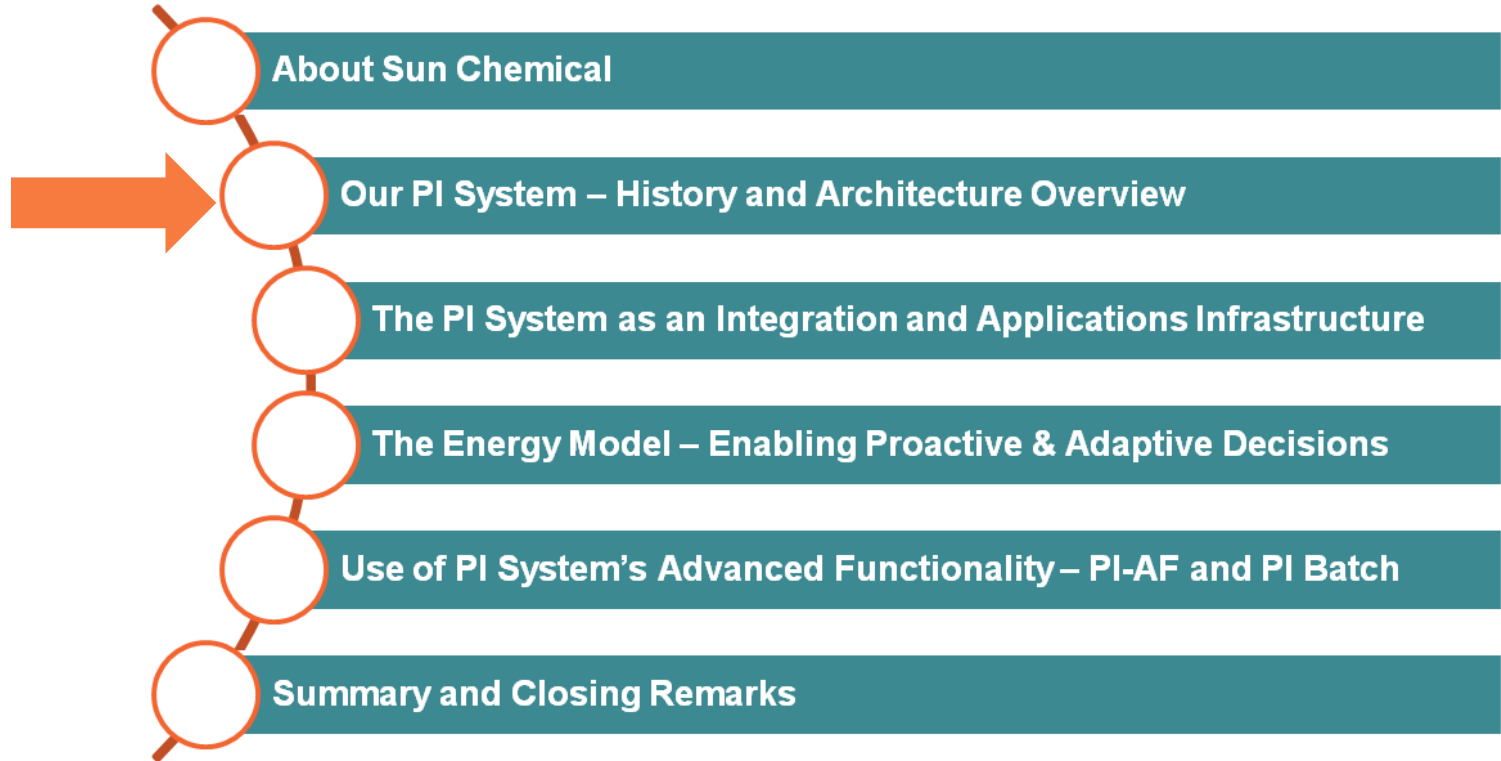 About Sun Chemical
Our PI System – History and Architecture Overview
The PI System as an Integration and Applications Infrastructure
The Energy Model – Enabling Proactive & Adaptive Decisions
Use of PI System’s Advanced Functionality – PI-AF and PI Batch
Summary and Closing Remarks